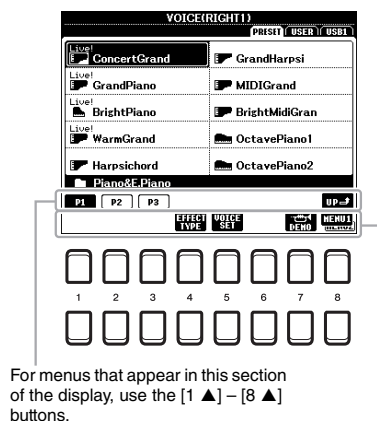 VOICE(RIGHT1)
PRESET USER USB1
Live!
ConcertGrand GrandHarpsi
Live!
GrandPiano MIDIGrand
Live!
BrightPiano BrightMidiGran
Live!
WarmGrand OctavePiano1
Harpsichord OctavePiano2
Piano&E.Piano
P1 P2 P3 UP
EFFECT TYPE VOICE SET DEMO MENU1
MENU2
1 2 3 4 5 6 7 8
For menus that appear in this section
of the display, use the [1 ▲] – [8 ▲]
buttons.